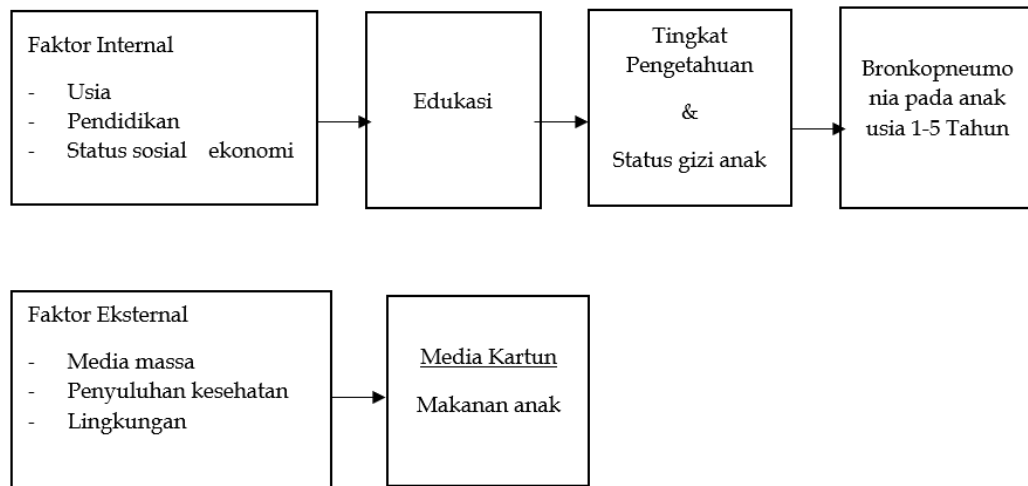 Faktor Internal
- Usia
- Pendidikan
- Status sosial ekonomi
Edukasi
Tingkat
Pengetahuan
&
Status gizi anak
Bronkopneumo
nia pada anak
usia 1-5 Tahun
Faktor Eksternal
- Media massa
- Penyuluhan kesehatan
- Lingkungan
Media Kartun
Makanan anak